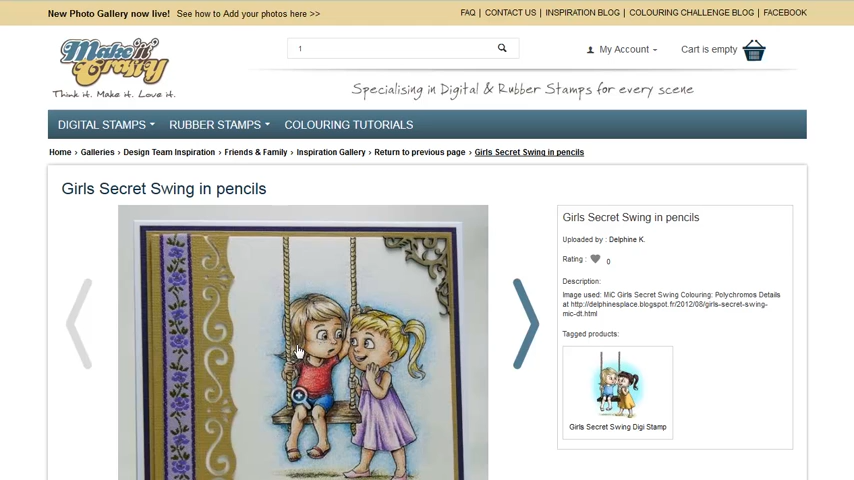 New Photo Gallery now live! See how to Add your photos here >>
FAQ | CONTACT US | INSPIRATION BLOG | COLOURING CHALLENGE BLOG | FACEBOOK
Make 'it' Crafty
Think it. Make it. Love it.
1
My Account
Cart is empty
Specialising in Digital & Rubber Stamps for every scene
DIGITAL STAMPS RUBBER STAMPS COLOURING TUTORIALS
Home › Galleries › Design Team Inspiration › Friends & Family › Inspiration Gallery › Return to previous page › Girls Secret Swing in pencils
Girls Secret Swing in pencils
Girls Secret Swing in pencils
Uploaded by : Delphine K.
Rating : 0
Description:
Image used: MiC Girls Secret Swing Colouring: Polychromos Details
at http://delphinesplace.blogspot.fr/2012/08/girls-secret-swing-
mic-dt.html
Tagged products:
Girls Secret Swing Digi Stamp